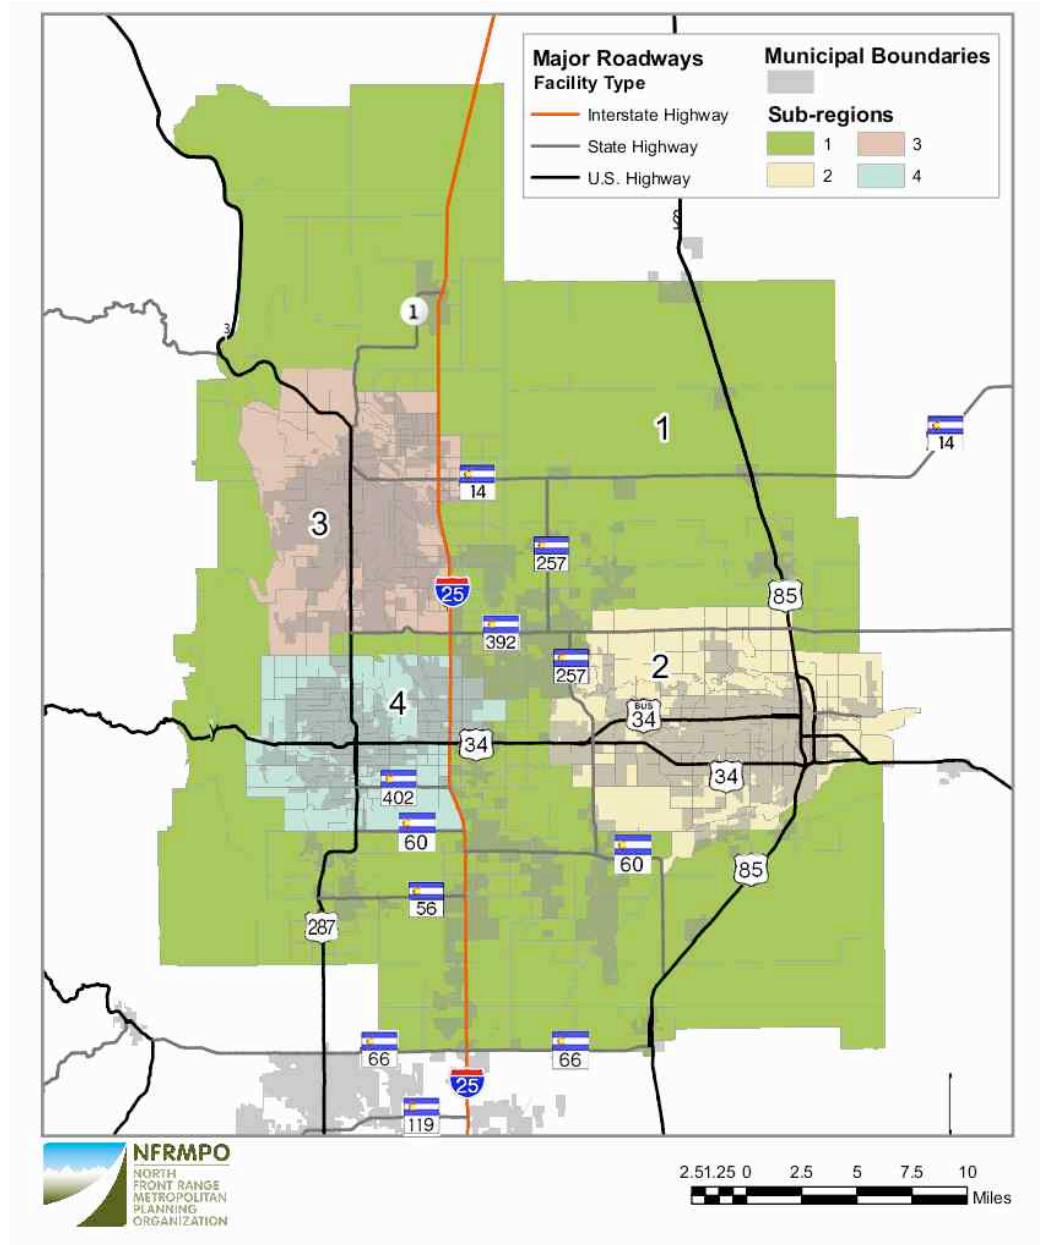 Major Roadways
Facility Type
Interstate Highway
State Highway
U.S. Highway
Municipal Boundaries
Sub-regions
1
3
2
4
1
3
1
14
14
3
257
25
85
392
257
2
4
BUS
34
34
34
402
60
60
85
56
287
66
66
25
119
NFRMPO
NORTH
FRONT RANGE
METROPOLITAN
PLANNING
ORGANIZATION
2.51.25 0 2.5 5 7.5 10
Miles